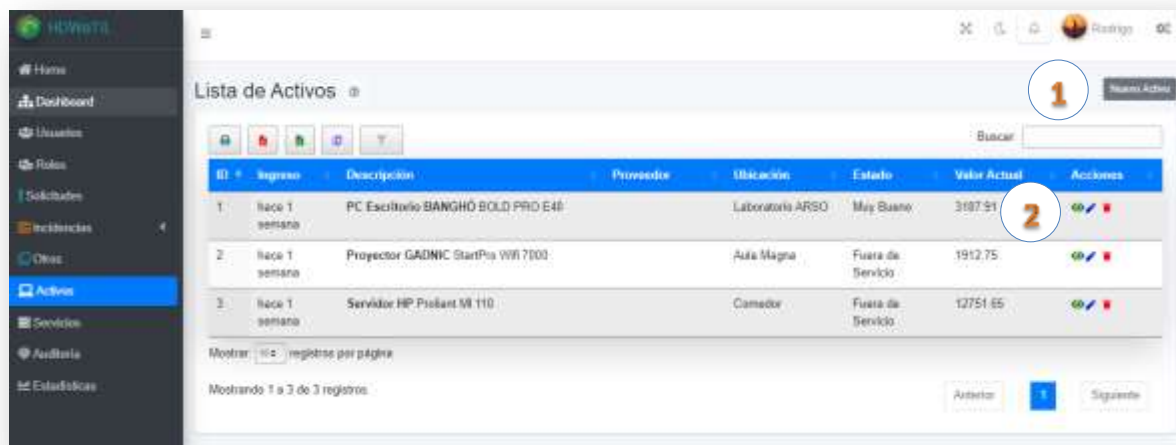 Rodrigo
Home
Dashboard
Usuarios
Roles
Solicitudes
Incidencias
Otros
Activos
Servicios
Auditoria
Estadísticas
Lista de Activos
1
Nuevo Activo
Buscar
ID Ingreso Descripción Proveedor Ubicación Estado Valor Actual Acciones
1 hace 1 semana PC Escritorio BANGHÓ BOLD PRO E48 Laboratorio ARSO Muy Bueno 3187.91
2
2 hace 1 semana Proyector GADNIC StartPro Wifi 7000 Aula Magna Fuera de Servicio 1912.75
3 hace 1 semana Servidor HP Proliant Ml 110 Comedor Fuera de Servicio 12751.65
Mostrar registros por página
Mostrando 1 a 3 de 3 registros
Anterior 1 Siguiente